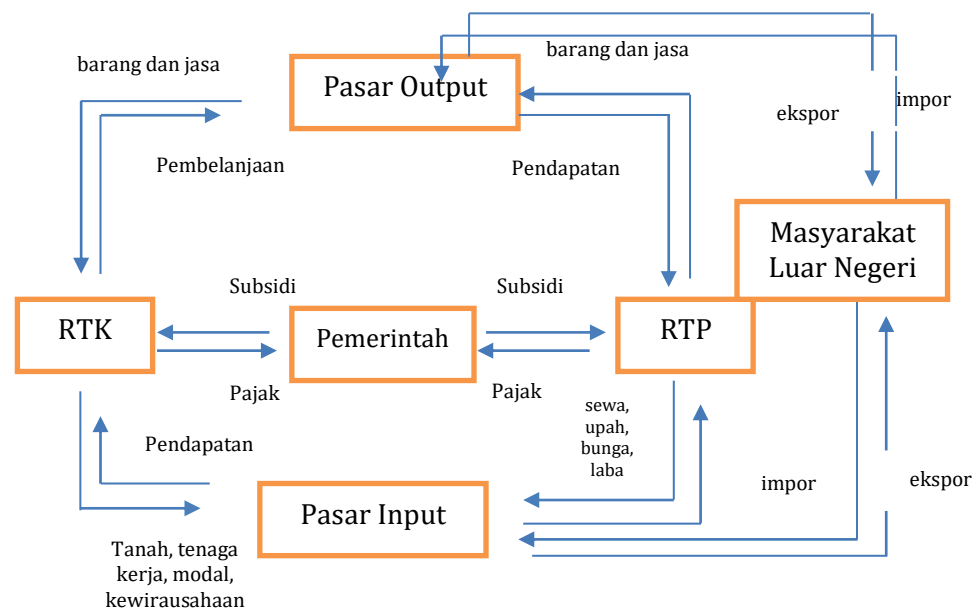 barang dan jasa
Pasar Output
barang dan jasa
ekspor
impor
Pembelanjaan
Pendapatan
Masyarakat
Luar Negeri
Subsidi
Subsidi
RTK
Pemerintah
RTP
Pajak
Pajak
sewa,
upah,
bunga,
laba
Pendapatan
impor
ekspor
Pasar Input
Tanah, tenaga
kerja, modal,
kewirausahaan